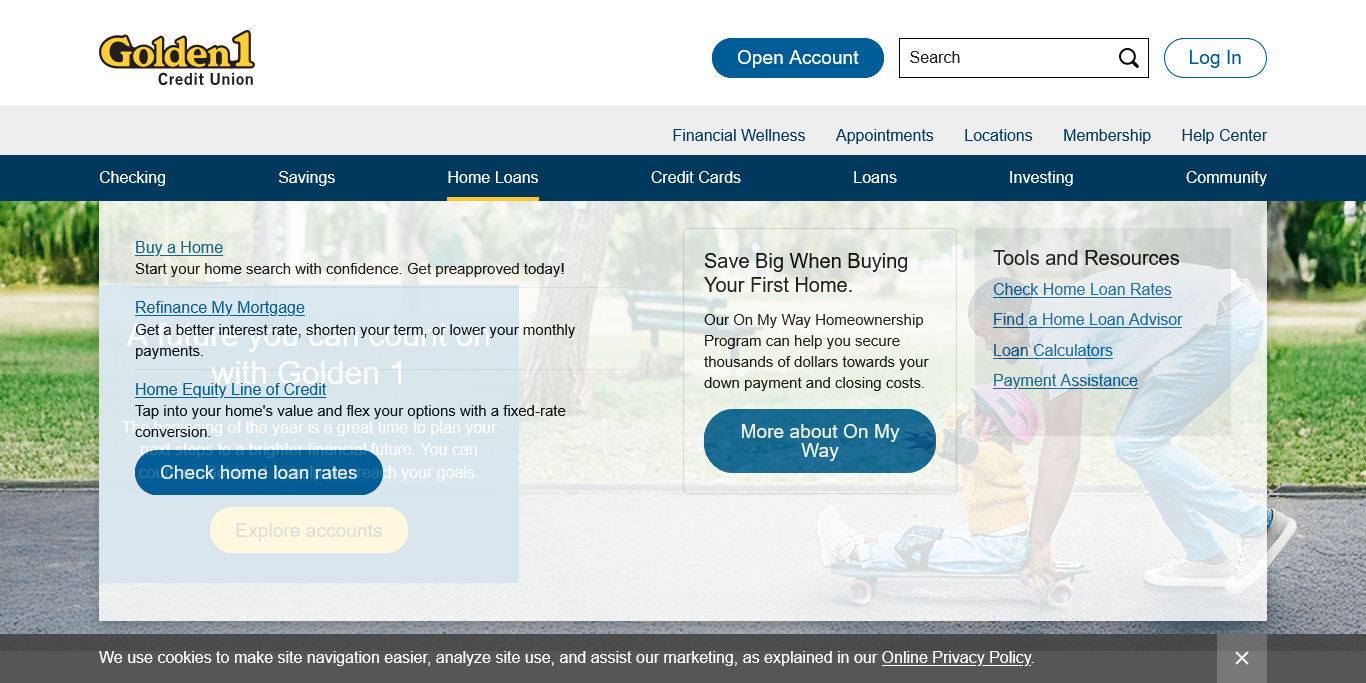 Golden1
Credit Union
Open Account
Search
Log In
Financial Wellness
Appointments
Locations
Membership
Help Center
Checking
Savings
Home Loans
Credit Cards
Loans
Investing
Community
Buy a Home
Start your home search with confidence. Get preapproved today!
Refinance My Mortgage
Get a better interest rate, shorten your term, or lower your monthly
payments.
Home Equity Line of Credit
Tap into your home's value and flex your options with a fixed-rate
conversion.
Check home loan rates
Save Big When Buying
Your First Home.
Our On My Way Homeownership
Program can help you secure
thousands of dollars towards your
down payment and closing costs.
More about On My
Way
Tools and Resources
Check Home Loan Rates
Find a Home Loan Advisor
Loan Calculators
Payment Assistance
A future you can count on
with Golden 1
The beginning of the year is a great time to plan your
next steps to a brighter financial future. You can
your goals.
Explore accounts
We use cookies to make site navigation easier, analyze site use, and assist our marketing, as explained in our Online Privacy Policy.